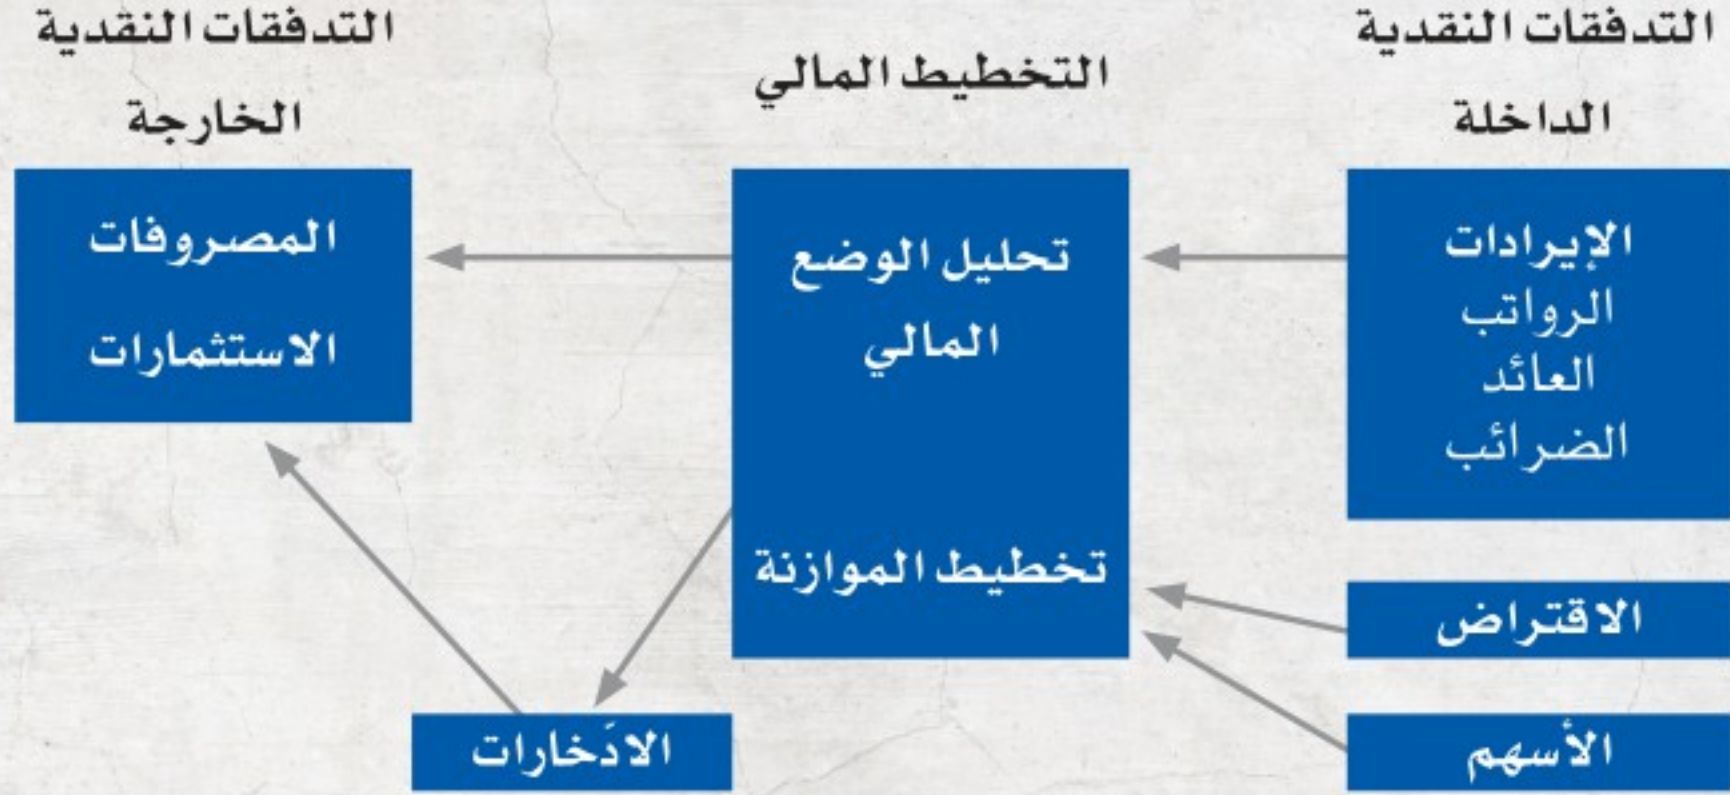 التدفقات النقدية
الداخلة
الإيرادات
الرواتب
العائد
الضرائب
الاقتراض
الأسهم
التخطيط المالي
تحليل الوضع
المالي
تخطيط الموازنة
التدفقات النقدية
الخارجة
المصروفات
الاستثمارات
الادَخارات